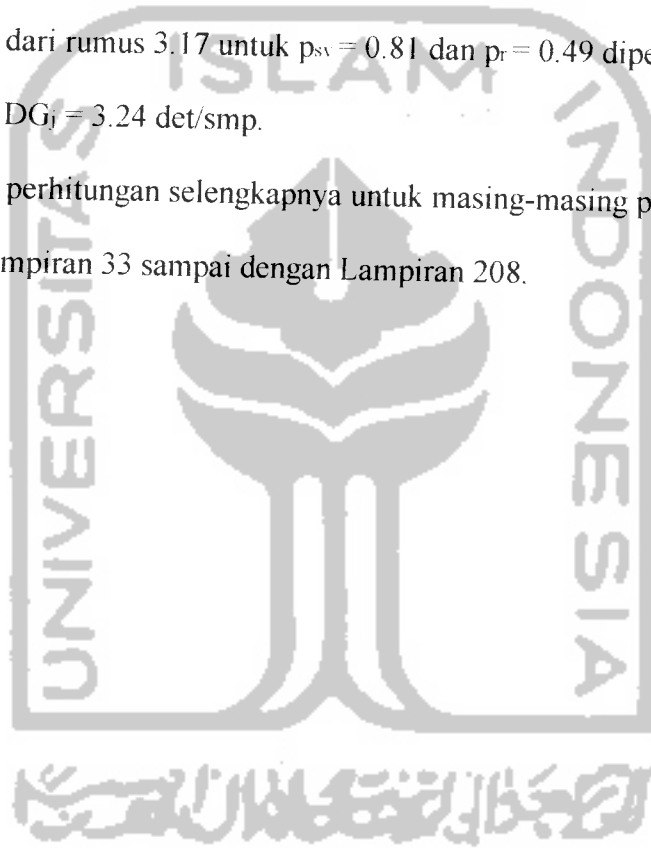 dari rumus 3.17 untuk psv = 0.81 dan pr = 0.49 dipe
DGj = 3.24 det/smp.
perhitungan selengkapnya untuk masing-masing p
mpiran 33 sampai dengan Lampiran 208.
UNIVERSITAS
ISLAM
INDONESIA